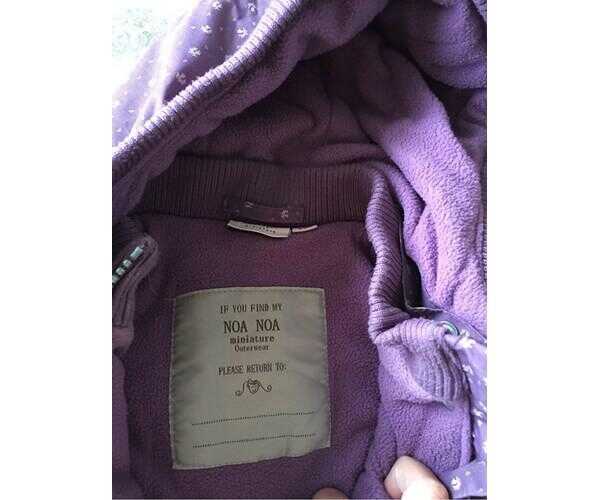 IF YOU FIND MY
NOA NOA
miniature
Outerwear
PLEASE RETURN TO: